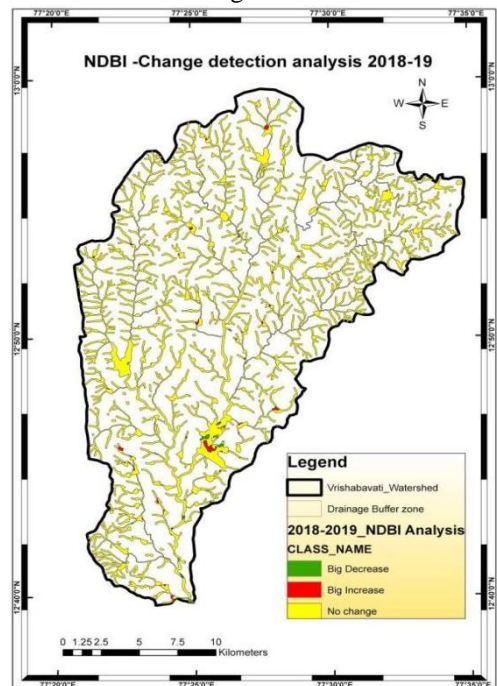 77°20'0"E 77°25'0"E 77°30'0"E 77°35'0"E
NDBI -Change detection analysis 2018-19
N
W E
S
13°0'0"N
13°0'0"N
12°50'0"N
12°50'0"N
12°40'0"N
12°40'0"N
Legend
Vrishabavati_Watershed
Drainage Buffer zone
2018-2019_NDBI Analysis
CLASS_NAME
Big Decrease
Big Increase
No change
0 1.25 2.5 5 7.5 10
Kilometers
77°20'0"E 77°25'0"E 77°30'0"E 77°35'0"E